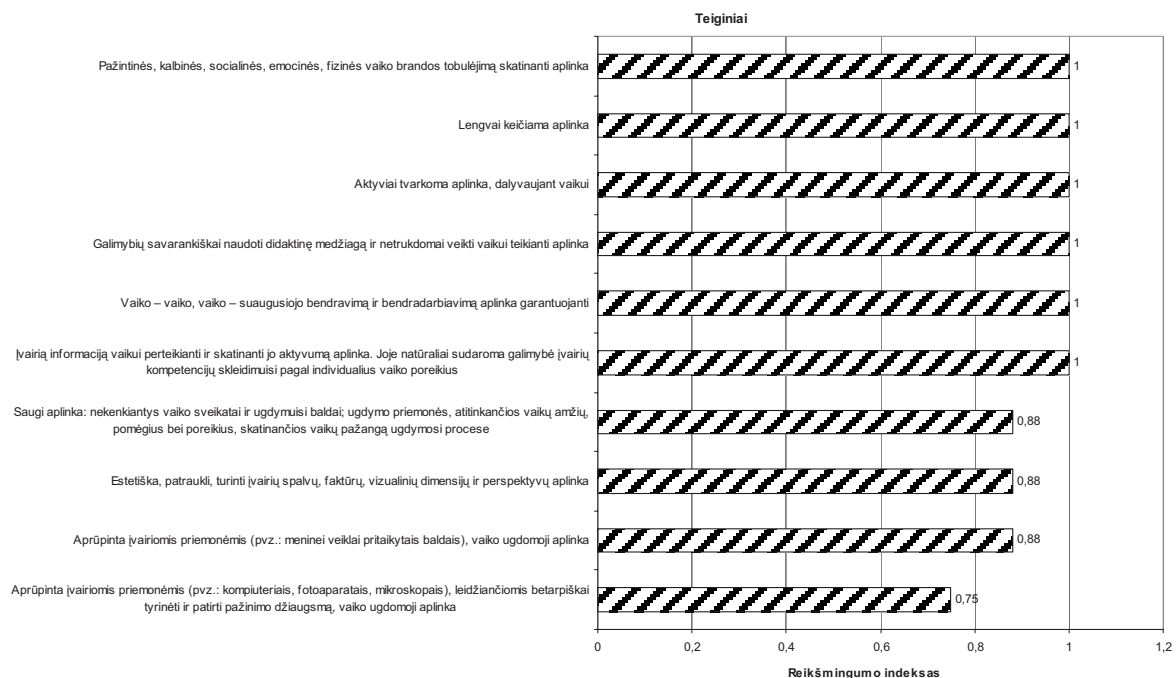 Teiginiai
Pažintinės, kalbinės, socialinės, emocinės, fizinės vaiko brandos tobulėjimą skatinanti aplinka
1
Lengvai keičiama aplinka
1
Aktyviai tvarkoma aplinka, dalyvaujant vaikui
1
Galimybių savarankiškai naudoti didaktinę medžiagą ir netrukdomai veikti vaikui teikianti aplinka
1
Vaiko – vaiko, vaiko – suaugusiojo bendravimą ir bendradarbiavimą aplinka garantuojanti
1
Įvairią informaciją vaikui perteikianti ir skatinanti jo aktyvumą aplinka. Joje natūraliai sudaroma galimybė įvairių
kompetencijų skleidimuisi pagal individualius vaiko poreikius
1
Saugi aplinka: nekenkiantys vaiko sveikatai ir ugdymuisi baldai; ugdymo priemonės, atitinkančios vaikų amžių,
pomėgius bei poreikius, skatinančios vaikų pažangą ugdymosi procese
0,88
Estetiška, patraukli, turinti įvairių spalvų, faktūrų, vizualinių dimensijų ir perspektyvų aplinka
0,88
Aprūpinta įvairiomis priemonėmis (pvz.: meninei veiklai pritaikytais baldais), vaiko ugdomoji aplinka
0,88
Aprūpinta įvairiomis priemonėmis (pvz.: kompiuteriais, fotoaparatais, mikroskopais), leidžiančiomis betarpiškai
tyrinėti ir patirti pažinimo džiaugsmą, vaiko ugdomoji aplinka
0,75
0 0,2 0,4 0,6 0,8 1 1,2
Reikšmingumo indeksas